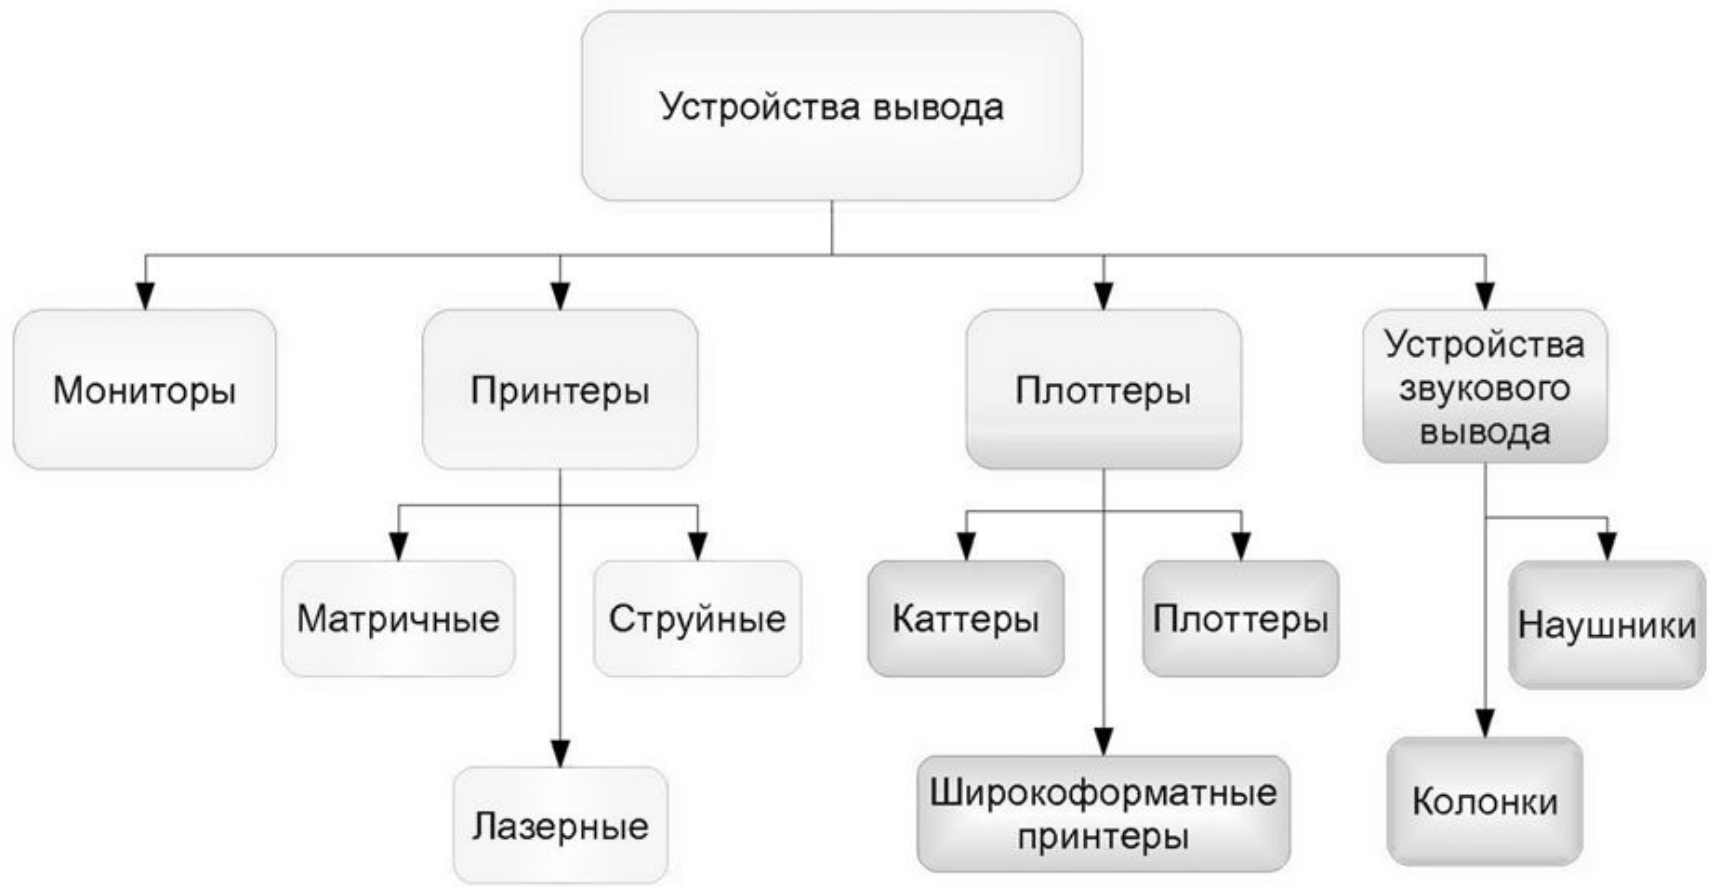 Устройства вывода
Мониторы
Принтеры
Плоттеры
Устройства
звукового
вывода
Матричные
Струйные
Каттеры
Плоттеры
Наушники
Лазерные
Широкоформатные
принтеры
Колонки